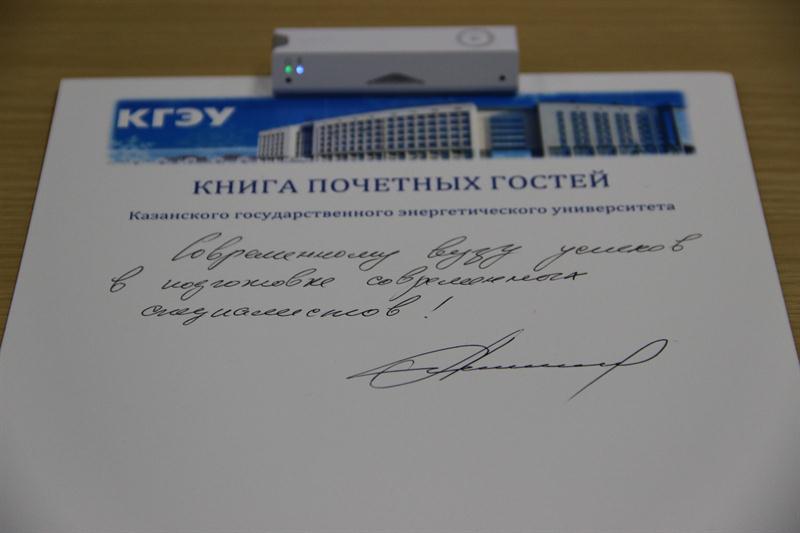 КГЭУ
КНИГА ПОЧЕТНЫХ ГОСТЕЙ
Казанского государственного энергетического университета
Современному вузу успехов
в подготовке современных
специалистов!